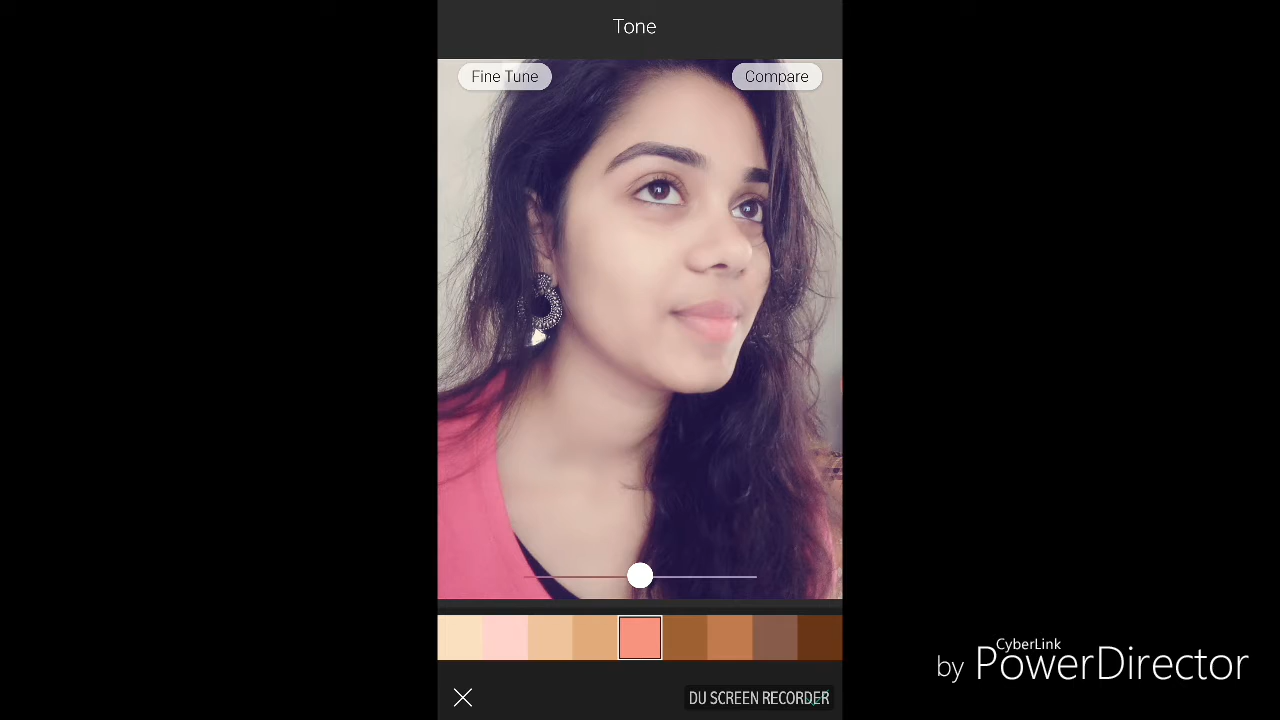 Tone
Fine Tune
Compare
CyberLink
by PowerDirector
DU SCREEN RECORDER